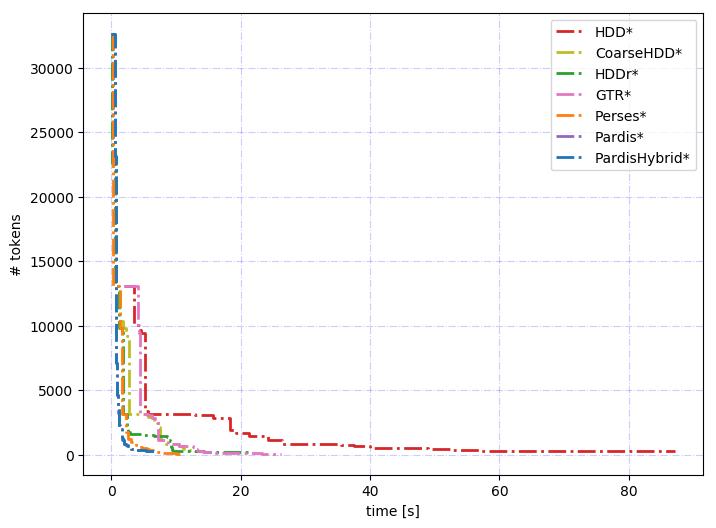 HDD*
CoarseHDD*
HDDr*
GTR*
Perses*
Pardis*
PardisHybrid*
# tokens
30000
25000
20000
15000
10000
5000
0
0 20 40 60 80
time [s]